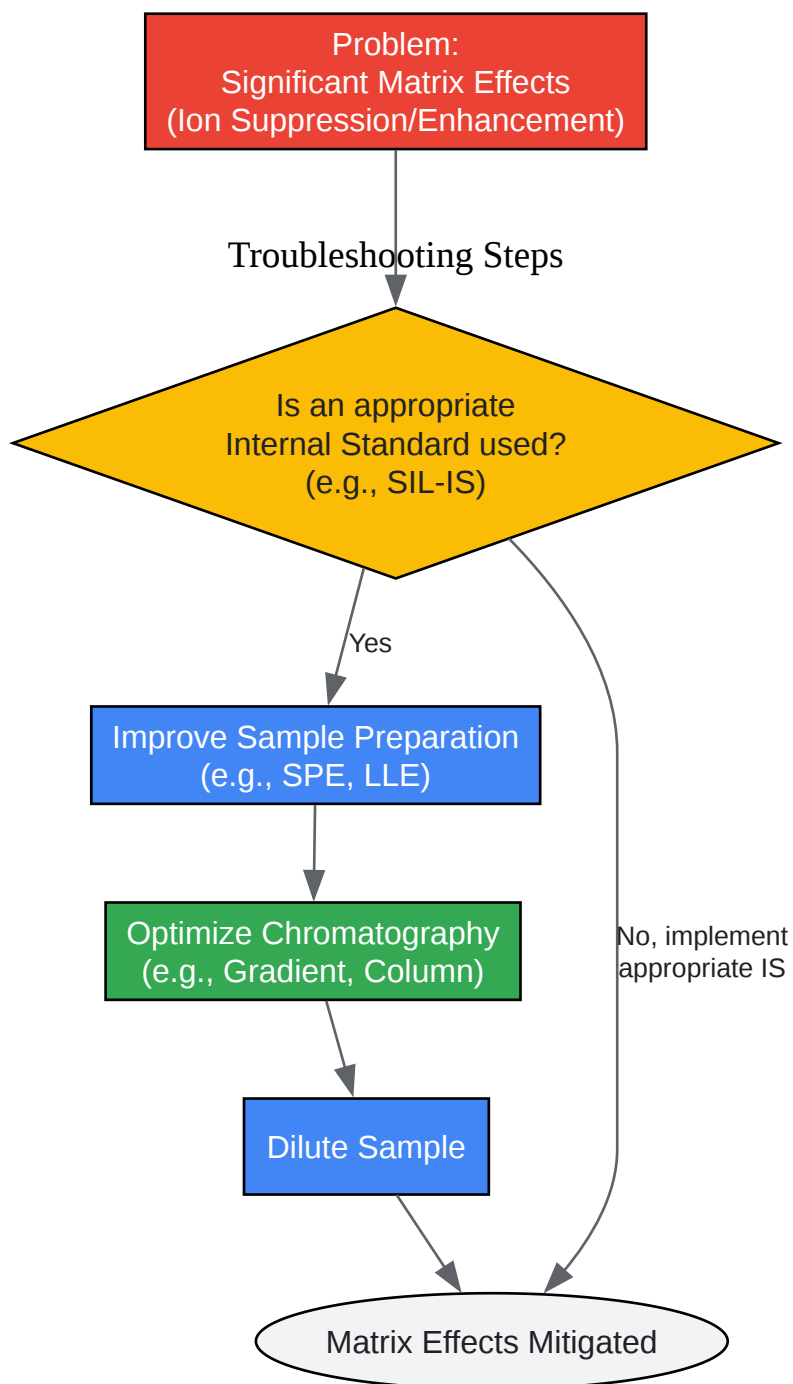 Problem:
Significant Matrix Effects
(Ion Suppression/Enhancement)
Troubleshooting Steps
Is an appropriate
Internal Standard used?
(e.g., SIL-IS)
Yes
Improve Sample Preparation
(e.g., SPE, LLE)
Optimize Chromatography
(e.g., Gradient, Column)
No, implement
appropriate IS
Dilute Sample
Matrix Effects Mitigated